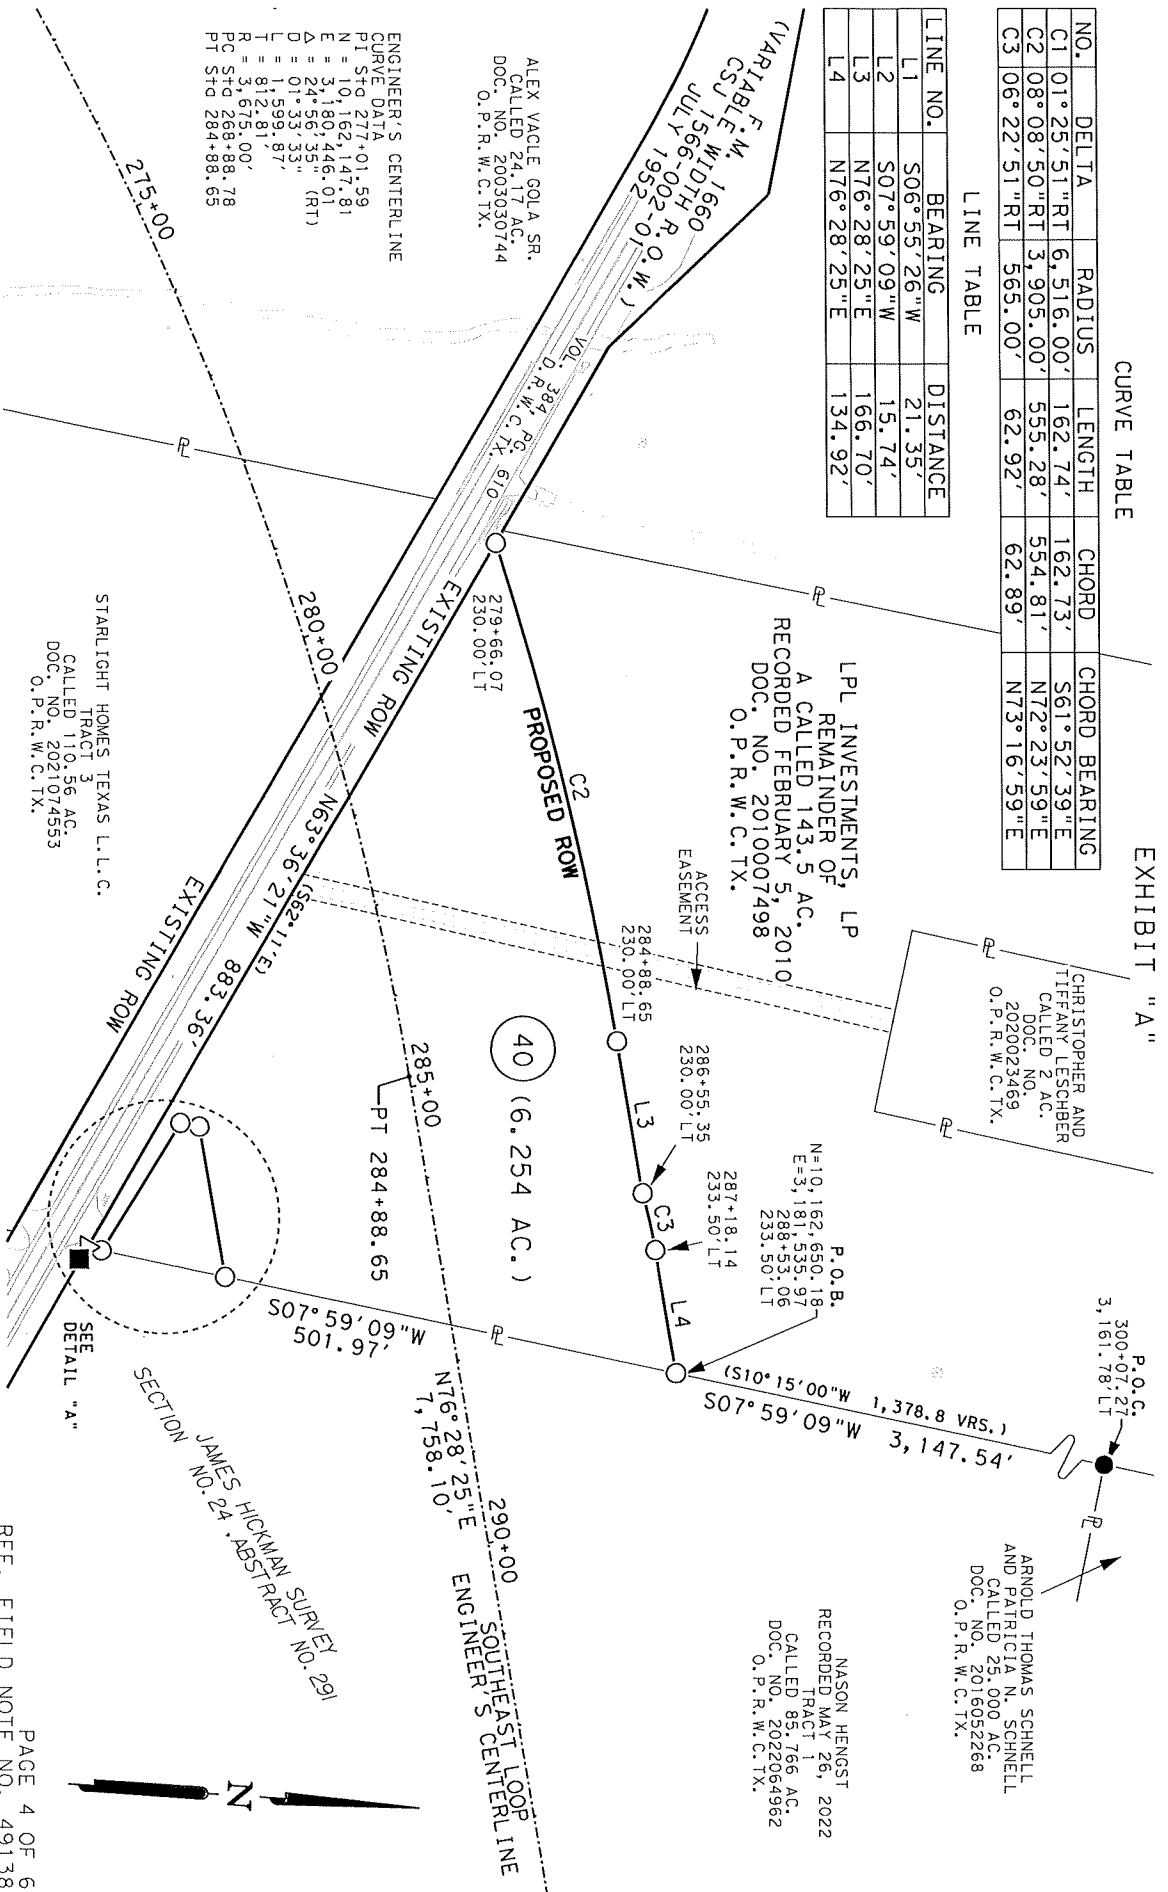 EXHIBIT "A"
CURVE TABLE
NO. DELTA RADIUS LENGTH CHORD CHORD BEARING
C1 01°25'51"RT 6,516.00' 162.74' 162.73' S61°52'39"E
C2 08°08'50"RT 3,905.00' 555.28' 554.81' N72°23'59"E
C3 06°22'51"RT 565.00' 62.92' 62.89' N73°16'59"E
LINE TABLE
LINE NO. BEARING DISTANCE
L1 S06°55'26"W 21.35'
L2 S07°59'09"W 15.74'
L3 N76°28'25"E 166.70'
L4 N76°28'25"E 134.92'
F.M. 1660
(VARIABLE WIDTH R.O.W.)
CSJ 1566-002-01
JULY 1952
VOL. 384, PG. 610
D.R.W.C.TX.
ALEX VACLE GOLA SR.
CALLED 24.17 AC.
DOC. NO. 2003030744
O.P.R.W.C.TX.
ENGINEER'S CENTERLINE
CURVE DATA
PI Sta 277+01.59
N = 10,162,147.81
E = 3,180,446.01
Δ = 24°56'35" (RT)
D = 01°33'33"
L = 1,599.87'
T = 812.81'
R = 3,675.00'
PC Sta 268+88.78
PT Sta 284+88.65
275+00
PL
PL
LPL INVESTMENTS, LP
REMAINDER OF
A CALLED 143.5 AC.
RECORDED FEBRUARY 5, 2010
DOC. NO. 2010007498
O.P.R.W.C.TX.
CHRISTOPHER AND
TIFFANY LESCHBER
CALLED 2 AC.
DOC. NO.
2020023469
O.P.R.W.C.TX.
PL
PL
ACCESS
EASEMENT
279+66.07
230.00'LT
C2
PROPOSED ROW
284+88.65
230.00'LT
L3
286+55.35
230.00'LT
C3
287+18.14
233.50'LT
L4
P.O.B.
N=10,162,650.18
E=3,181,535.97
288+53.06
233.50'LT
P.O.C.
300+07.27
3,161.78'LT
(S10°15'00"W 1,378.8 VRS.)
S07°59'09"W 3,147.54'
PL
ARNOLD THOMAS SCHNELL
AND PATRICIA N. SCHNELL
CALLED 25.000 AC.
DOC. NO. 2016052268
O.P.R.W.C.TX.
NASON HENGST
RECORDED MAY 26, 2022
TRACT 1
CALLED 85.766 AC.
DOC. NO. 2022064962
O.P.R.W.C.TX.
EXISTING ROW
280+00
N63°36'21"W 883.36'
(S62°11'E)
EXISTING ROW
STARLIGHT HOMES TEXAS L.L.C.
TRACT 3
CALLED 110.56 AC.
DOC. NO. 2021074553
O.P.R.W.C.TX.
40 (6.254 AC.)
285+00
PT 284+88.65
S07°59'09"W
501.97'
PL
N76°28'25"E
7,758.10'
290+00
SOUTHEAST LOOP
ENGINEER'S CENTERLINE
SEE
DETAIL "A"
JAMES HICKMAN SURVEY
SECTION NO. 24, ABSTRACT NO. 291
N
PAGE 4 OF 6
REF. FIELD NOTE NO. 49138